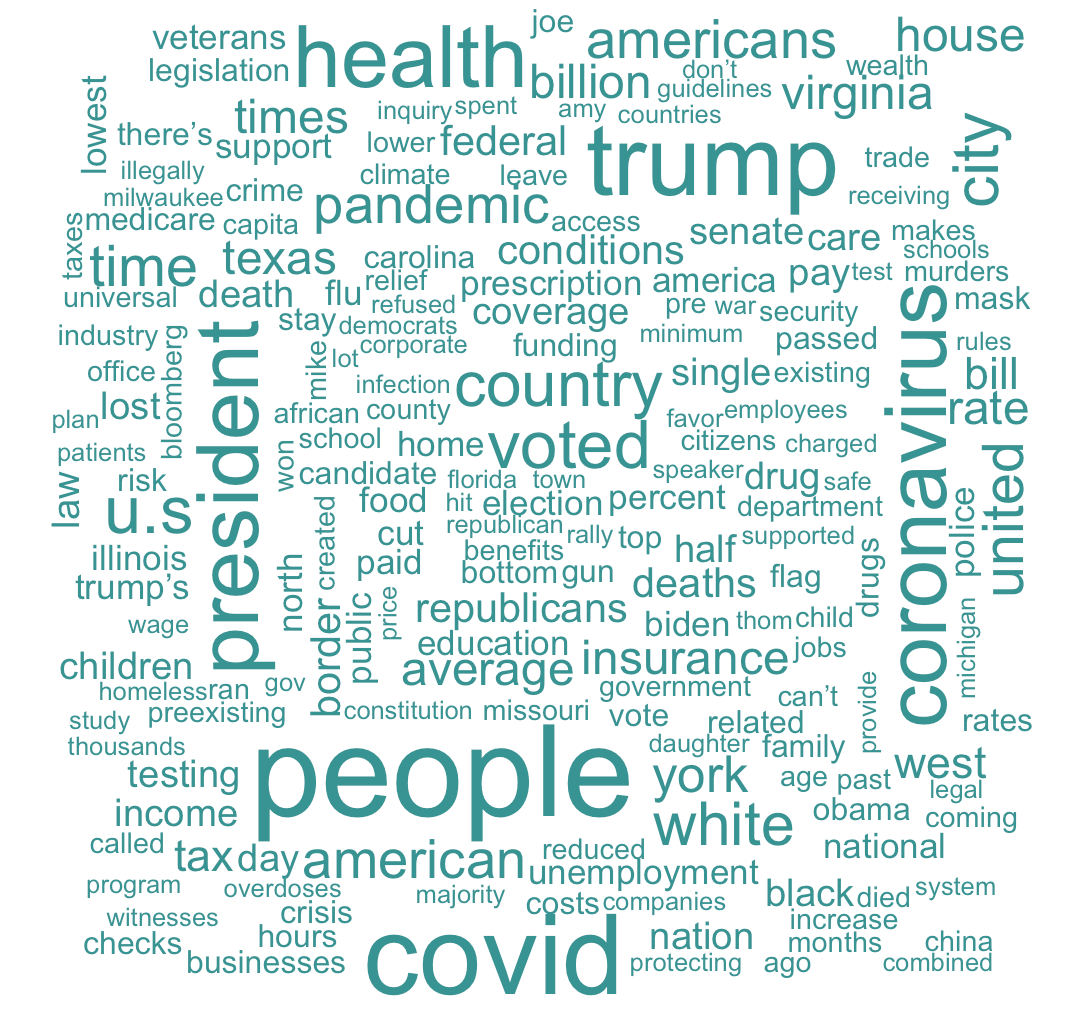 joe
veterans
health
americans
house
legislation
billion
don't
wealth
guidelines
virginia
lowest
times
inquiry
spent
amy
countries
there's
support
lower
federal
trump
trade
city
illegally
climate
leave
receiving
milwaukee
crime
pandemic
medicare
capita
access
senate
care
makes
taxes
time
texas
carolina
conditions
schools
universal
death
flu
relief
prescription
america
pay
test
murders
refused
coverage
pre
war
security
mask
stay
democrats
industry
bloomberg
president
mike
lot
corporate
funding
minimum
passed
coronavirus
rules
office
infection
country
single
existing
bill
plan
lost
african
county
favor
employees
rate
patients
won
school
home
voted
citizens
charged
law
risk
candidate
florida
town
speaker
drug
safe
united
u.s
food
hit
election
percent
department
police
created
cut
republican
rally
top
supported
illinois
paid
benefits
half
drugs
trump's
north
bottom
gun
deaths
flag
wage
border
public
price
republicans
biden
thom
child
michigan
children
education
average
insurance
jobs
homeless
ran
gov
government
can't
provide
study
preexisting
constitution
missouri
vote
related
rates
thousands
people
daughter
family
testing
york
age
past
west
legal
income
white
obama
coming
called
tax
day
american
reduced
national
unemployment
program
overdoses
majority
costs
companies
black
died
system
witnesses
crisis
increase
checks
hours
covid
nation
months
china
businesses
protecting
ago
combined